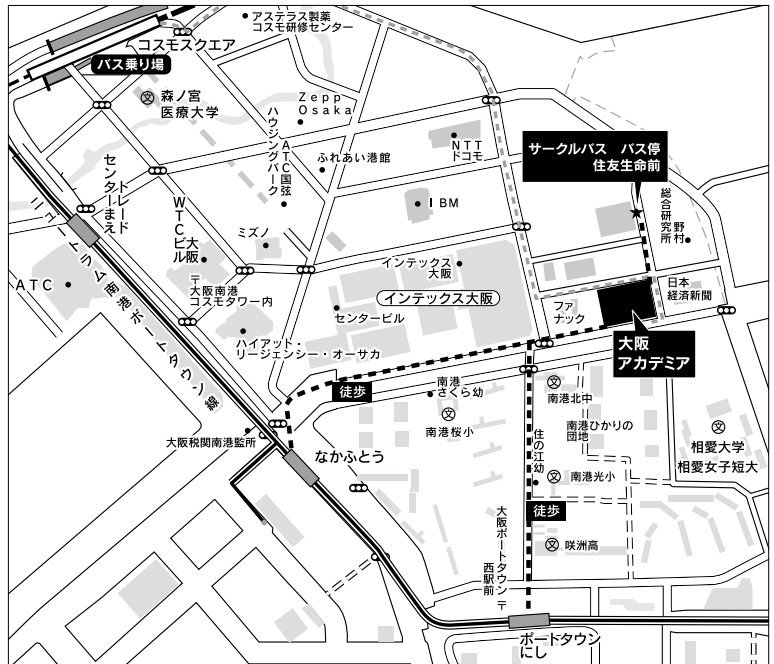 アステラス製薬
コスモ研修センター
コスモスクエア
バス乗り場
文
森ノ宮
医療大学
Zepp
Osaka
ハウジングパーク
ATC国弦
ふれあい港館
NTT
ドコモ
サークルバス バス停
住友生命前
総合研究所
野村
トレード
センターまえ
WTC
ビル
大阪
ミズノ
IBM
インテックス
大阪
インテックス大阪
ATC
〒
大阪南港
コスモタワー内
センタービル
ファ
ナック
日本
経済新聞
大阪
アカデミア
ハイアット・
リージェンシー・オーサカ
ニュートラム南港ポートタウン線
徒歩
南港
さくら幼
文
南港桜小
文
南港北中
南港ひかりの
団地
文
相愛大学
相愛女子短大
大阪税関南港監所
なかふとう
住の江幼
文
南港光小
徒歩
文
咲洲高
大阪ポートタウン
西駅前
〒
ポートタウン
にし